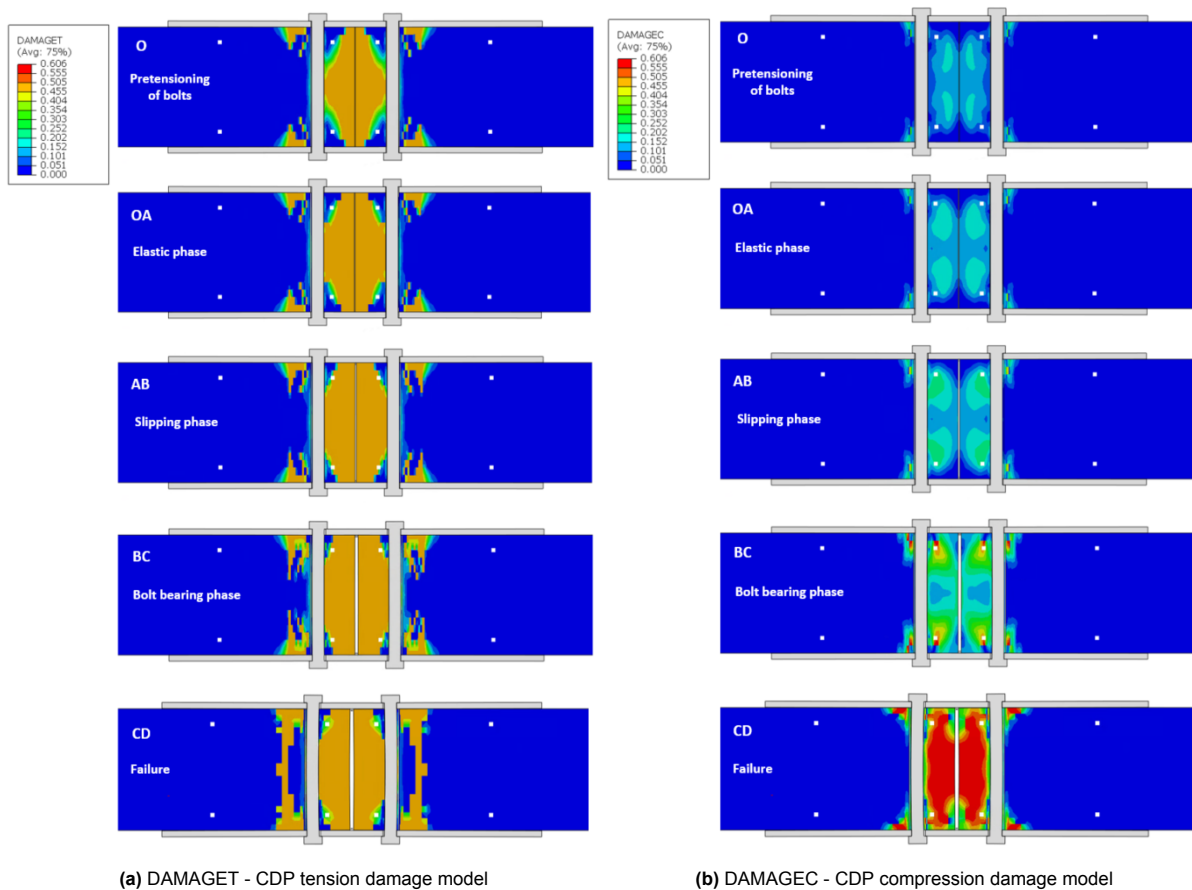 DAMAGET
(Avg: 75%)
0.606
0.555
0.505
0.455
0.404
0.354
0.303
0.252
0.202
0.152
0.101
0.051
0.000
O
Pretensioning
of bolts
OA
Elastic phase
AB
Slipping phase
BC
Bolt bearing phase
CD
Failure
(a) DAMAGET - CDP tension damage model
DAMAGEC
(Avg: 75%)
0.606
0.555
0.505
0.455
0.404
0.354
0.303
0.252
0.202
0.152
0.101
0.051
0.000
O
Pretensioning
of bolts
OA
Elastic phase
AB
Slipping phase
BC
Bolt bearing phase
CD
Failure
(b) DAMAGEC - CDP compression damage model